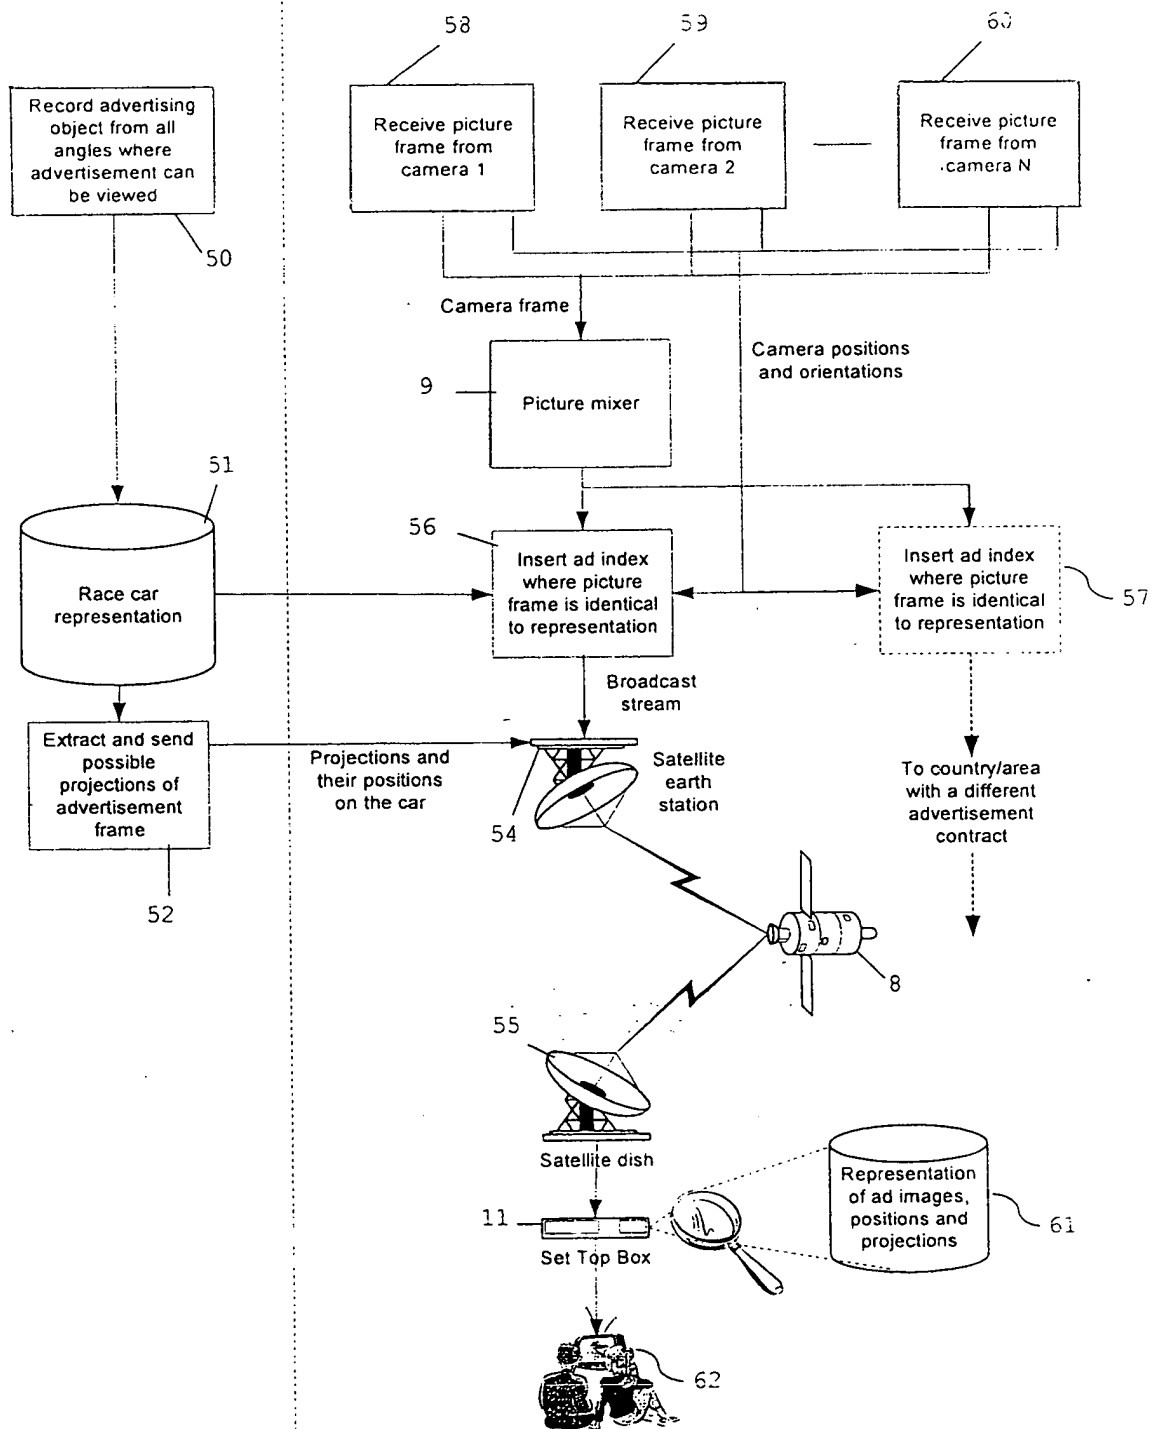 58
59
60
Record advertising
object from all
angles where
advertisement can
be viewed
50
Receive picture
frame from
camera 1
Receive picture
frame from
camera 2
Receive picture
frame from
camera N
Camera frame
Camera positions
and orientations
9
Picture mixer
51
Race car
representation
56
Insert ad index
where picture
frame is identical
to representation
Insert ad index
where picture
frame is identical
to representation
57
Broadcast
stream
Extract and send
possible
projections of
advertisement
frame
52
Projections and
their positions
on the car
54
Satellite
earth
station
To country/area
with a different
advertisement
contract
8
55
Satellite dish
11
Set Top Box
Representation
of ad images,
positions and
projections
61
62